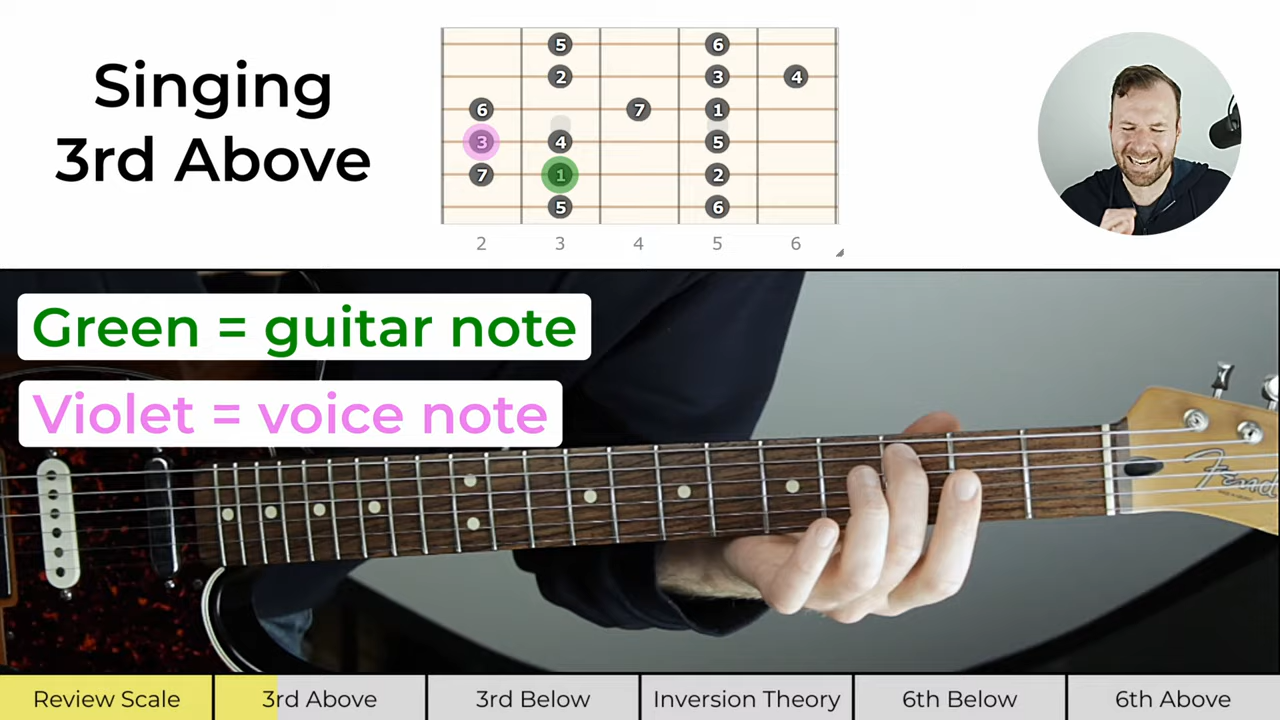 Singing
3rd Above
5 6
2 3 4
6 7 1
3 4 5
7 1 2
5 6
2 3 4 5 6
Green = guitar note
Violet = voice note
Fend
Review Scale
3rd Above
3rd Below
Inversion Theory
6th Below
6th Above